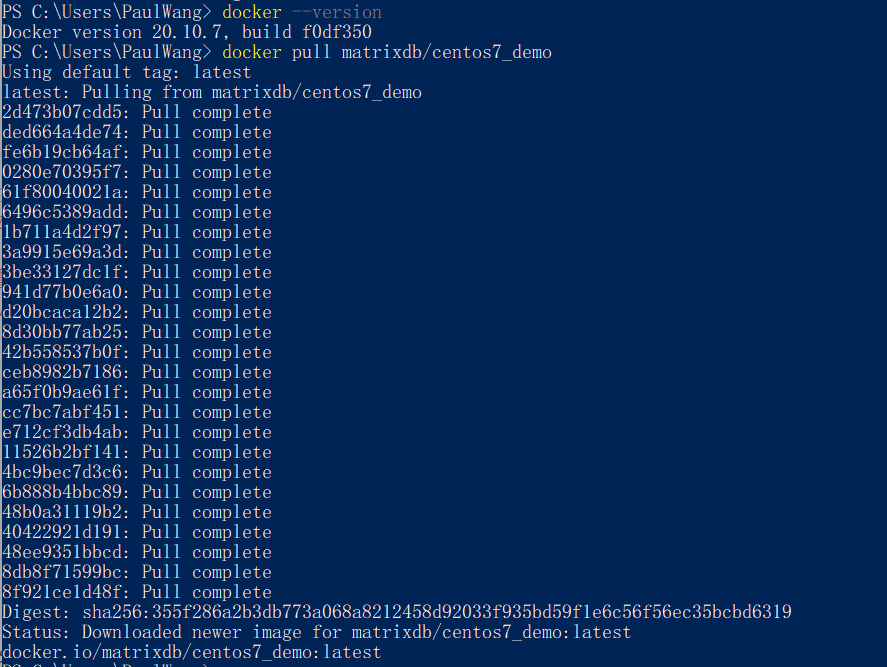 PS C:\Users\PaulWang> docker --version
Docker version 20.10.7, build f0df350
PS C:\Users\PaulWang> docker pull matrixdb/centos7_demo
Using default tag: latest
latest: Pulling from matrixdb/centos7_demo
2d473b07cdd5: Pull complete
ded664a4de74: Pull complete
fe6b19cb64af: Pull complete
0280e70395f7: Pull complete
61f80040021a: Pull complete
6496c5389add: Pull complete
1b711a4d2f97: Pull complete
3a9915e69a3d: Pull complete
3be33127dc1f: Pull complete
941d77b0e6a0: Pull complete
d20bcaca12b2: Pull complete
8d30bb77ab25: Pull complete
42b558537b0f: Pull complete
ceb8982b7186: Pull complete
a65f0b9ae61f: Pull complete
cc7bc7abf451: Pull complete
e712cf3db4ab: Pull complete
11526b2bf141: Pull complete
4bc9bec7d3c6: Pull complete
6b888b4bbc89: Pull complete
48b0a31119b2: Pull complete
40422921d191: Pull complete
48ee9351bbcd: Pull complete
8db8f71599bc: Pull complete
8f921ce1d48f: Pull complete
Digest: sha256:355f286a2b3db773a068a8212458d92033f935bd59f1e6c56f56ec35bcbd6319
Status: Downloaded newer image for matrixdb/centos7_demo:latest
docker.io/matrixdb/centos7_demo:latest